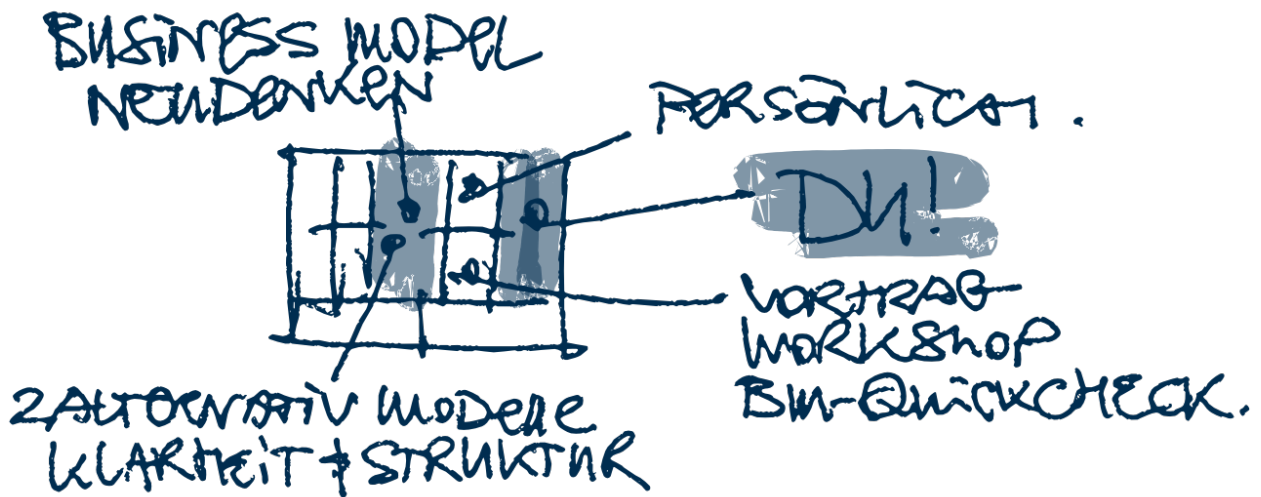 BUSINESS MODEL
NEUDENKEN
PERSÖNLICH.
DU!
VORTRAG
WORKSHOP
BM-QUICKCHECK.
2 ALTERNATIV MODELLE
KLARHEIT + STRUKTUR